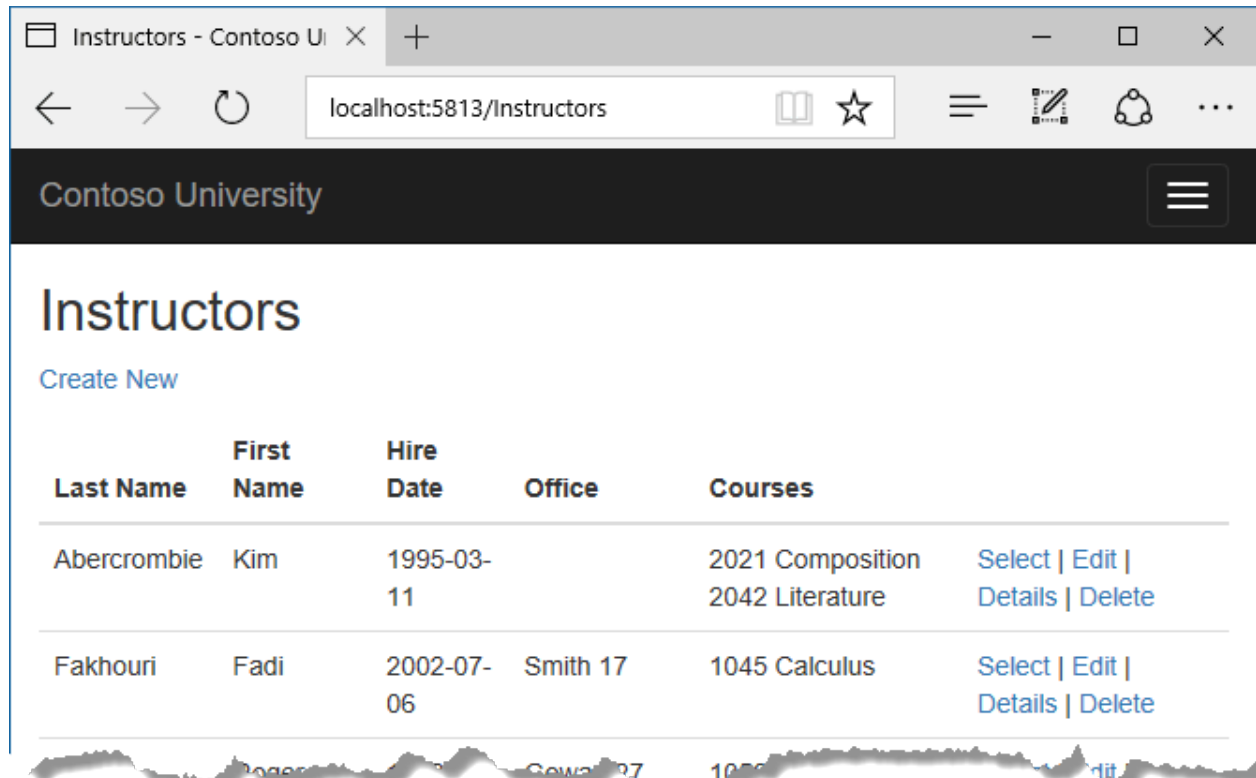 Instructors - Contoso U
localhost:5813/Instructors
Contoso University
Instructors
Create New
Last Name First Name Hire Date Office Courses
Abercrombie Kim 1995-03- 2021 Composition Select | Edit |
11 2042 Literature Details | Delete
Fakhouri Fadi 2002-07- Smith 17 1045 Calculus Select | Edit |
06 Details | Delete